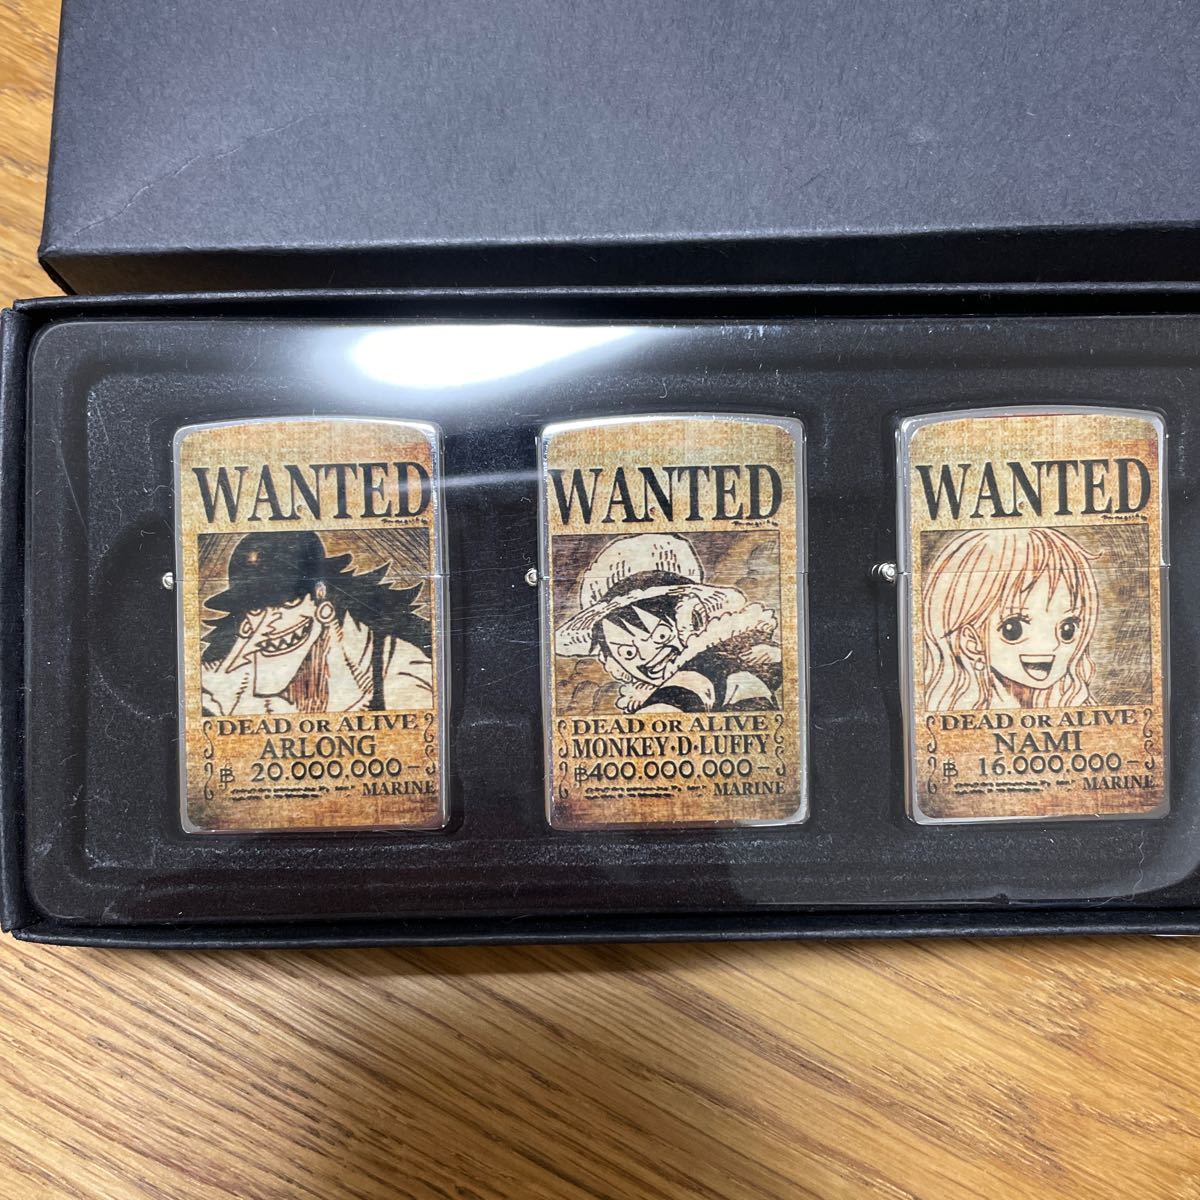 WANTED
DEAD OR ALIVE
ARLONG
฿20.000.000-
MARINE
WANTED
DEAD OR ALIVE
MONKEY·D·LUFFY
฿400.000.000-
MARINE
WANTED
DEAD OR ALIVE
NAMI
฿16.000.000-
MARINE